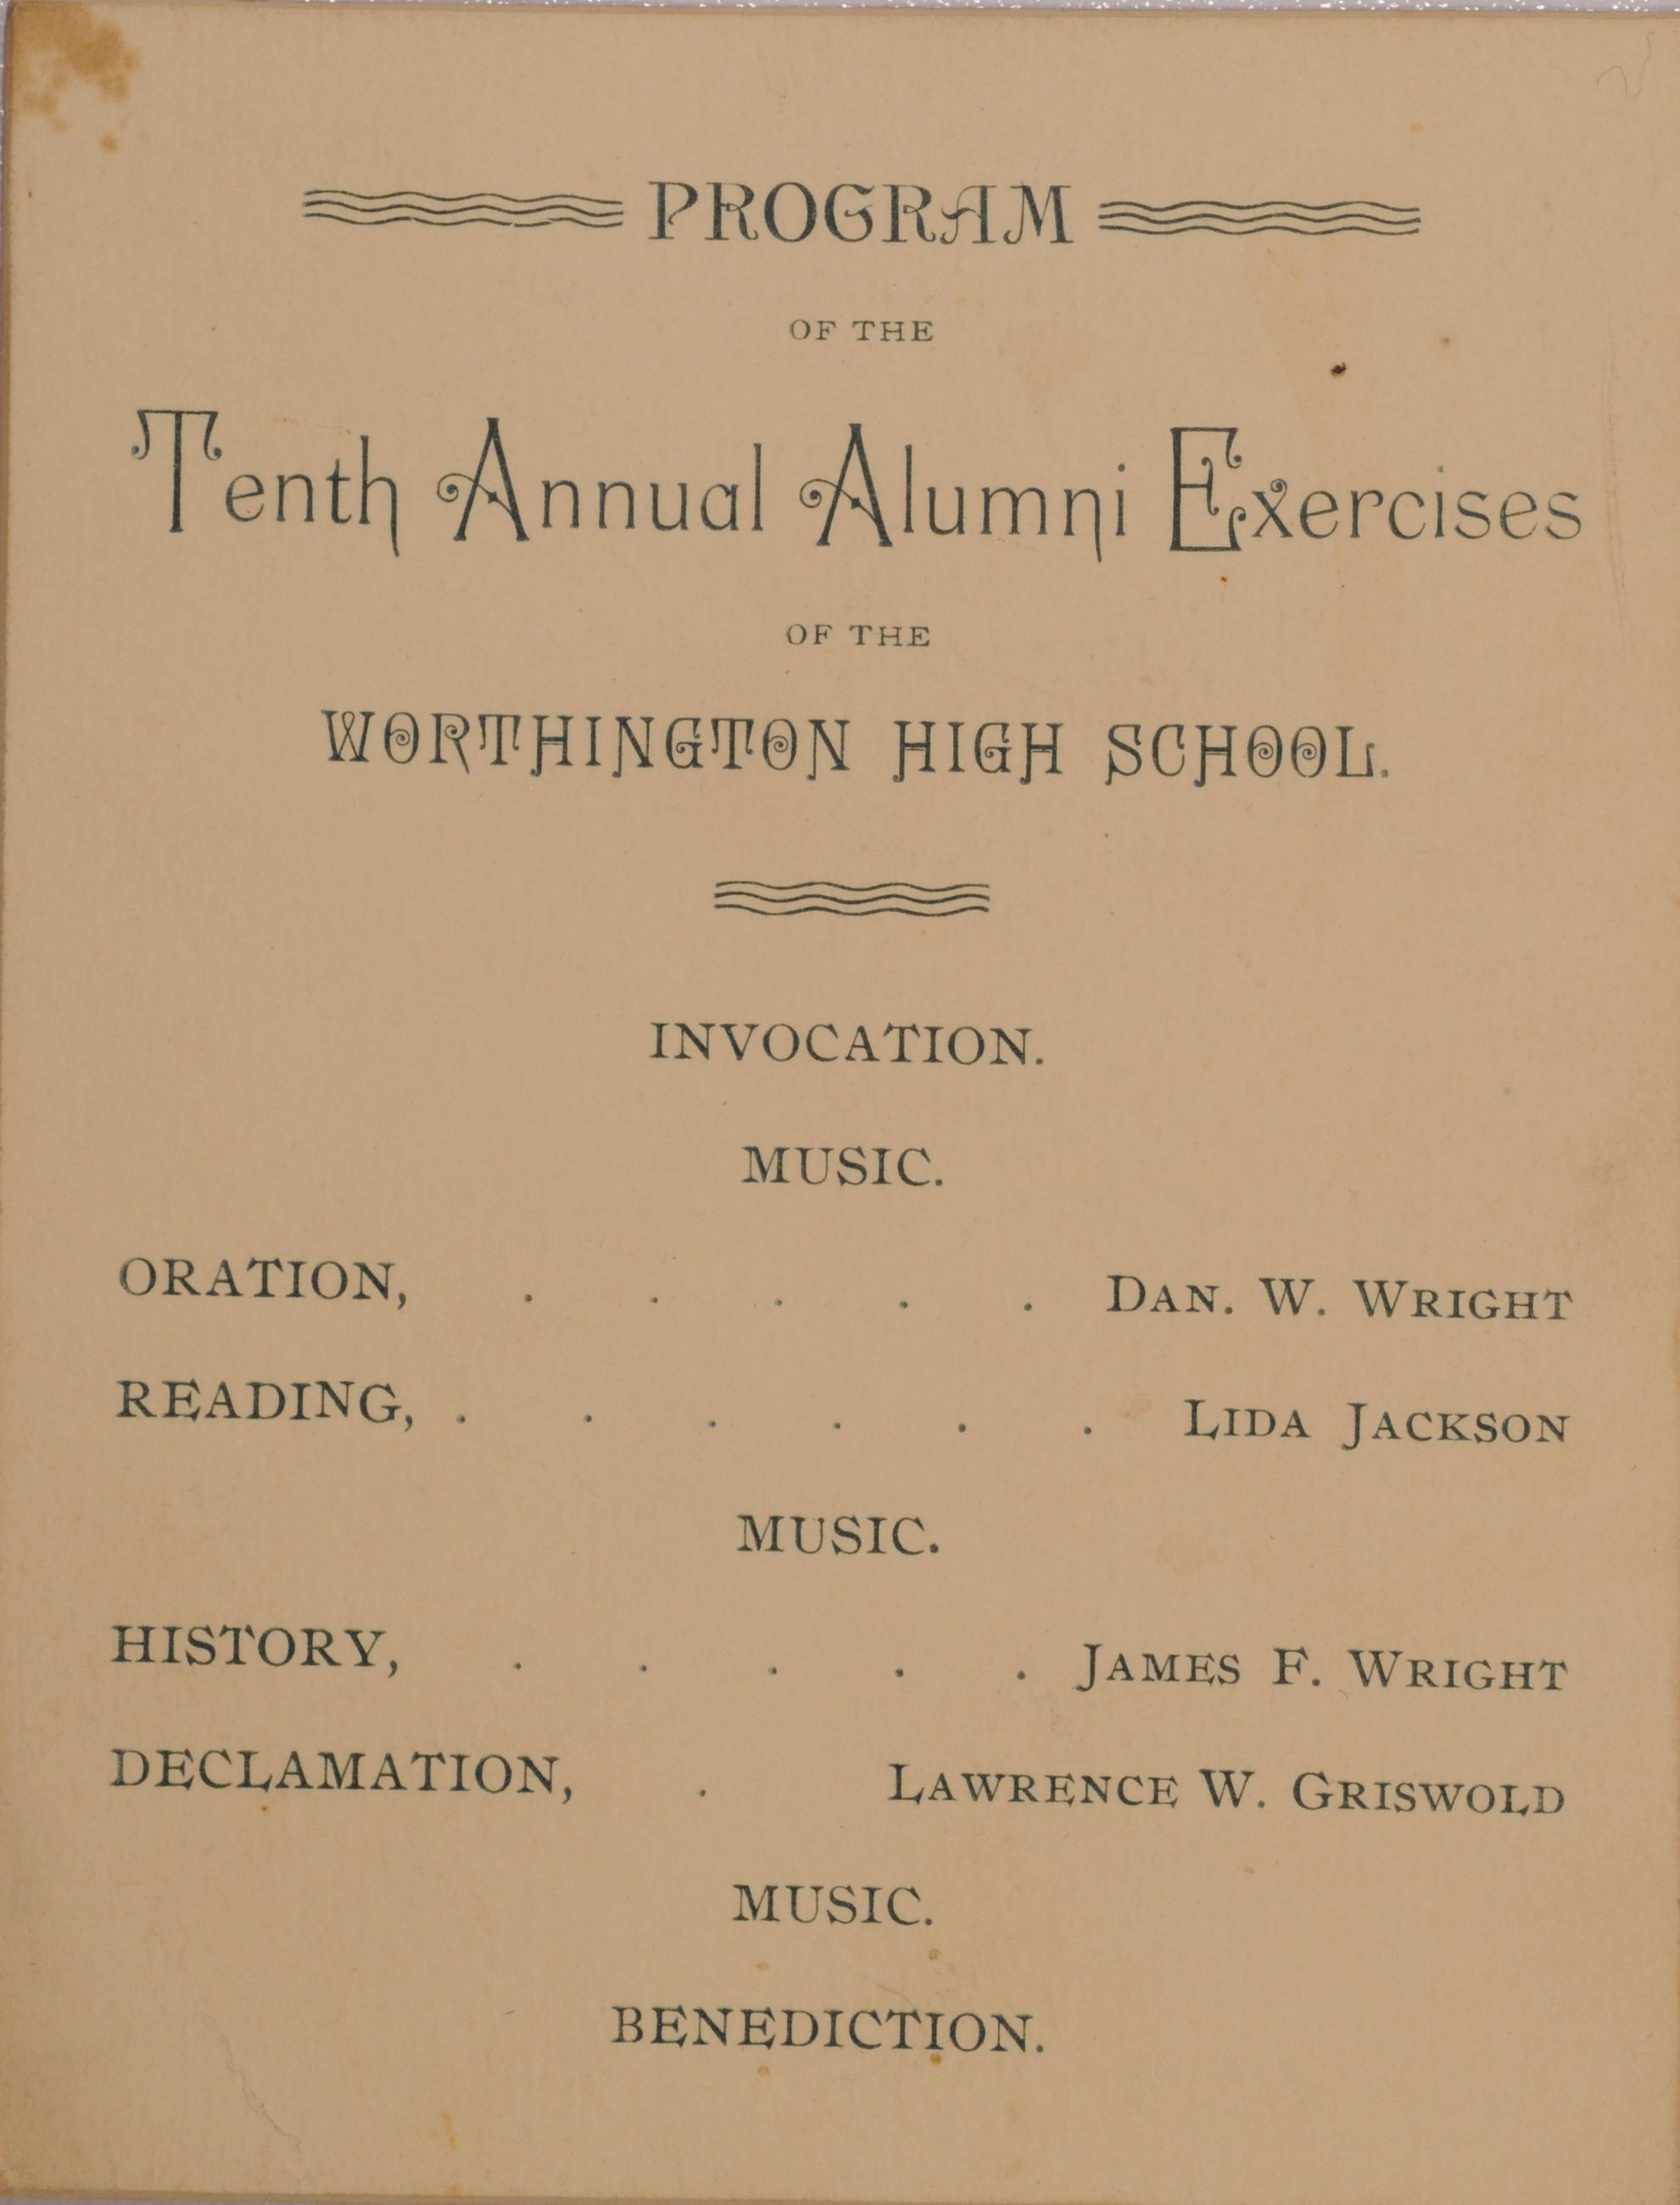 PROGRAM
OF THE
Tenth Annual Alumni Exercises
OF THE
WORTHINGTON HIGH SCHOOL.
INVOCATION.
MUSIC.
ORATION, . . . . . DAN. W. WRIGHT
READING, . . . . . . LIDA JACKSON
MUSIC.
HISTORY, . . . . . JAMES F. WRIGHT
DECLAMATION, . LAWRENCE W. GRISWOLD
MUSIC.
BENEDICTION.